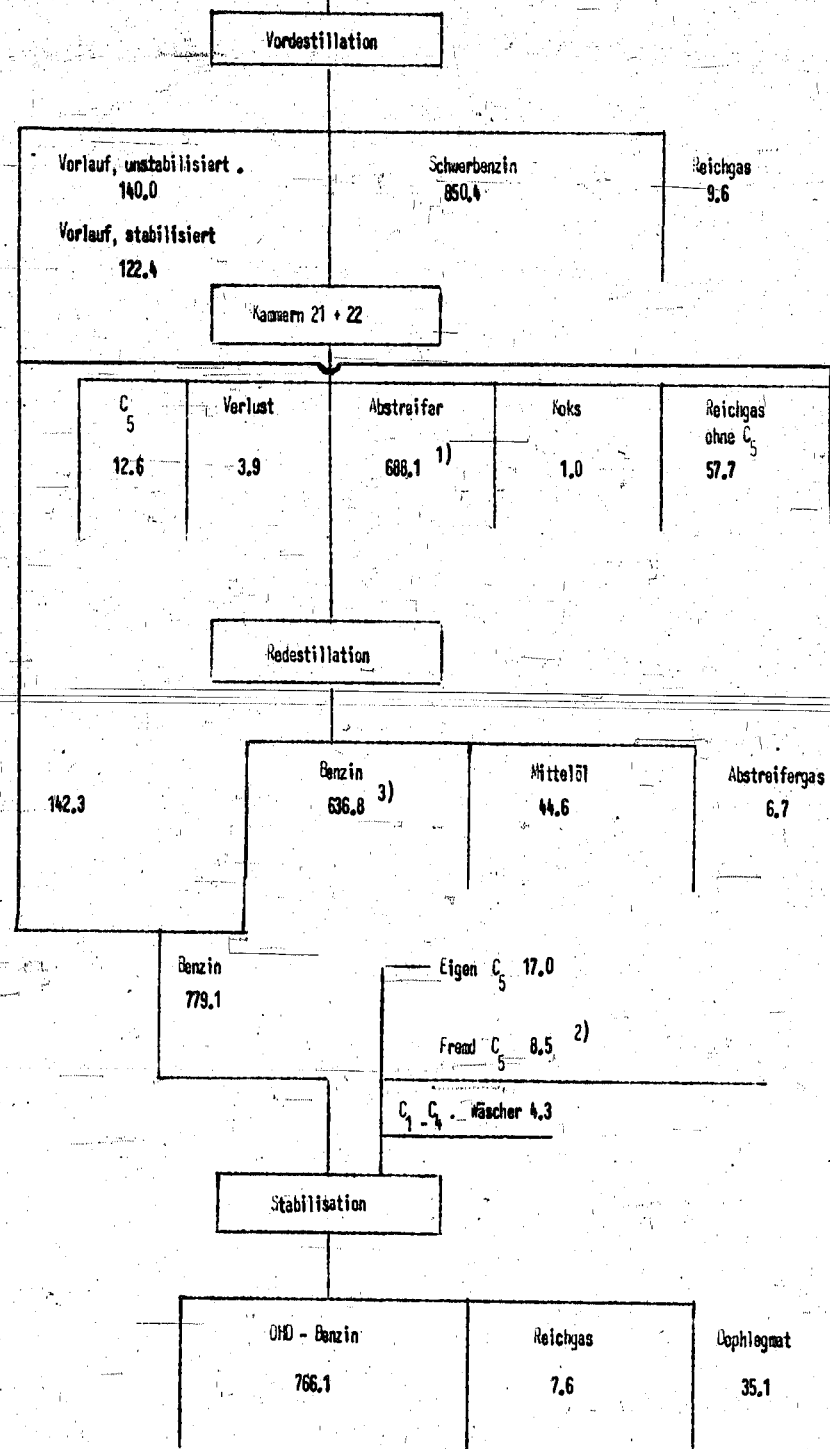 Vordestillation
Vorlauf, unstabilisiert .
140.0
Schwerbenzin
850.4
Reichgas
9.6
Vorlauf, stabilisiert
122.4
Kammern 21 + 22
C5
12.6
Verlust
3.9
Abstreifer
688.1 1)
Koks
1.0
Reichgas
ohne C5
57.7
Redestillation
142.3
Benzin
636.8 3)
Mittelöl
44.6
Abstreifergas
6.7
Benzin
779.1
Eigen C5 17.0
Fremd C5 8.5 2)
C1 - C4 . Wäscher 4.3
Stabilisation
OHD - Benzin
766.1
Reichgas
7.6
Dephlegmat
35.1